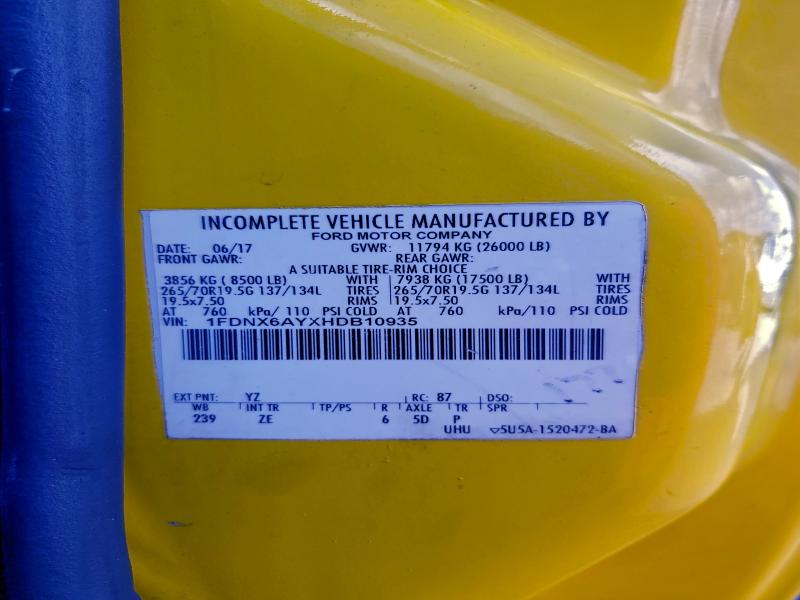 INCOMPLETE VEHICLE MANUFACTURED BY
FORD MOTOR COMPANY
DATE: 06/17 GVWR: 11794 KG (26000 LB)
FRONT GAWR: REAR GAWR:
A SUITABLE TIRE-RIM CHOICE
3856 KG ( 8500 LB) WITH 7938 KG (17500 LB) WITH
265/70R19.5G 137/134L TIRES 265/70R19.5G 137/134L TIRES
19.5x7.50 RIMS 19.5x7.50 RIMS
AT 760 kPa/ 110 PSI COLD AT 760 kPa/110 PSI COLD
VIN: 1FDNX6AYXHDB10935
EXT PNT: YZ RC: 87 DSO:
WB INT TR TP/PS R AXLE TR SPR
239 ZE 6 5D P
UHU ▽5U5A-1520472-BA